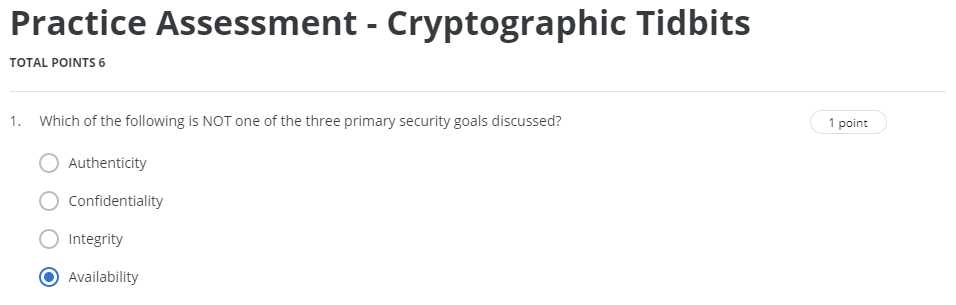 Practice Assessment - Cryptographic Tidbits
TOTAL POINTS 6
1. Which of the following is NOT one of the three primary security goals discussed?
1 point
Authenticity
Confidentiality
Integrity
Availability